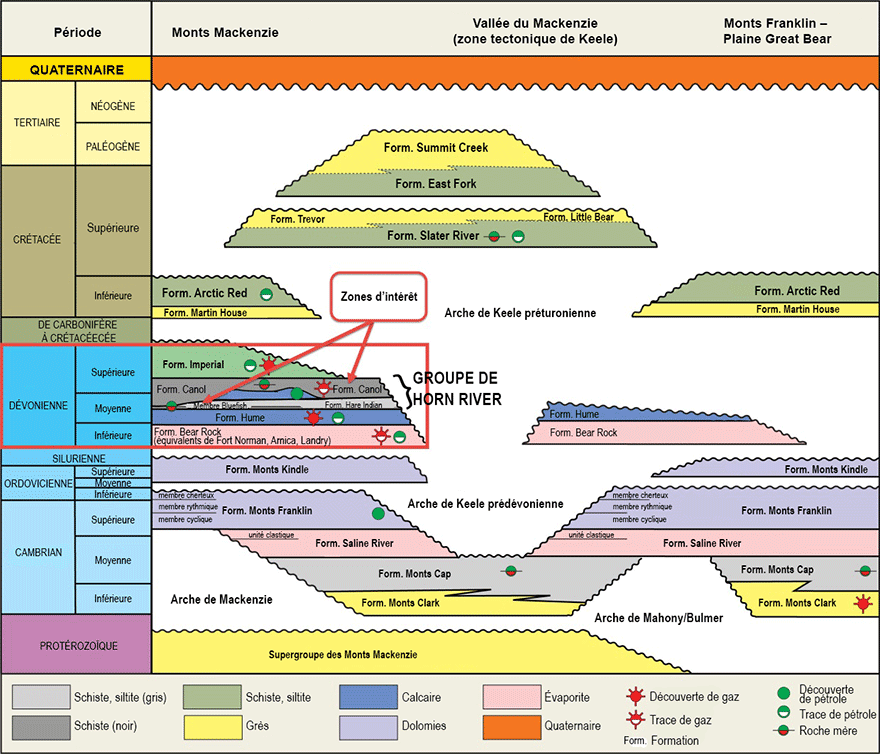 Période
Monts Mackenzie
Vallée du Mackenzie
(zone tectonique de Keele)
Monts Franklin –
Plaine Great Bear
QUATERNAIRE
TERTIAIRE
NÉOGÈNE
PALÉOGÈNE
Form. Summit Creek
Form. East Fork
CRÉTACÉE
Supérieure
Form. Trevor
Form. Little Bear
Form. Slater River
Inférieure
Form. Arctic Red
Form. Martin House
Zones d'intérêt
Arche de Keele préturonienne
Form. Arctic Red
Form. Martin House
DE CARBONIFÈRE
À CRÉTACÉECÉE
DÉVONIENNE
Supérieure
Form. Imperial
Form. Canol
Form. Canol
GROUPE DE
HORN RIVER
Moyenne
Membre Bluefish
Form. Hare Indian
Form. Hume
Form. Hume
Inférieure
Form. Bear Rock
(équivalents de Fort Norman, Arnica, Landry)
Form. Bear Rock
SILURIENNE
Form. Monts Kindle
Form. Monts Kindle
ORDOVICIENNE
Supérieure
Moyenne
Inférieure
Arche de Keele prédévonienne
membre cherteux
membre rythmique
membre cyclique
Form. Monts Franklin
membre cherteux
membre rythmique
membre cyclique
Form. Monts Franklin
CAMBRIAN
Supérieure
unité clastique
Form. Saline River
unité clastique
Form. Saline River
Moyenne
Form. Monts Cap
Form. Monts Cap
Inférieure
Arche de Mackenzie
Form. Monts Clark
Arche de Mahony/Bulmer
Form. Monts Clark
PROTÉROZOÏQUE
Supergroupe des Monts Mackenzie
Schiste, siltite (gris)
Schiste, siltite
Calcaire
Évaporite
Découverte de gaz
Découverte
de pétrole
Schiste (noir)
Grès
Dolomies
Quaternaire
Trace de gaz
Trace de pétrole
Form. Formation
Roche mére